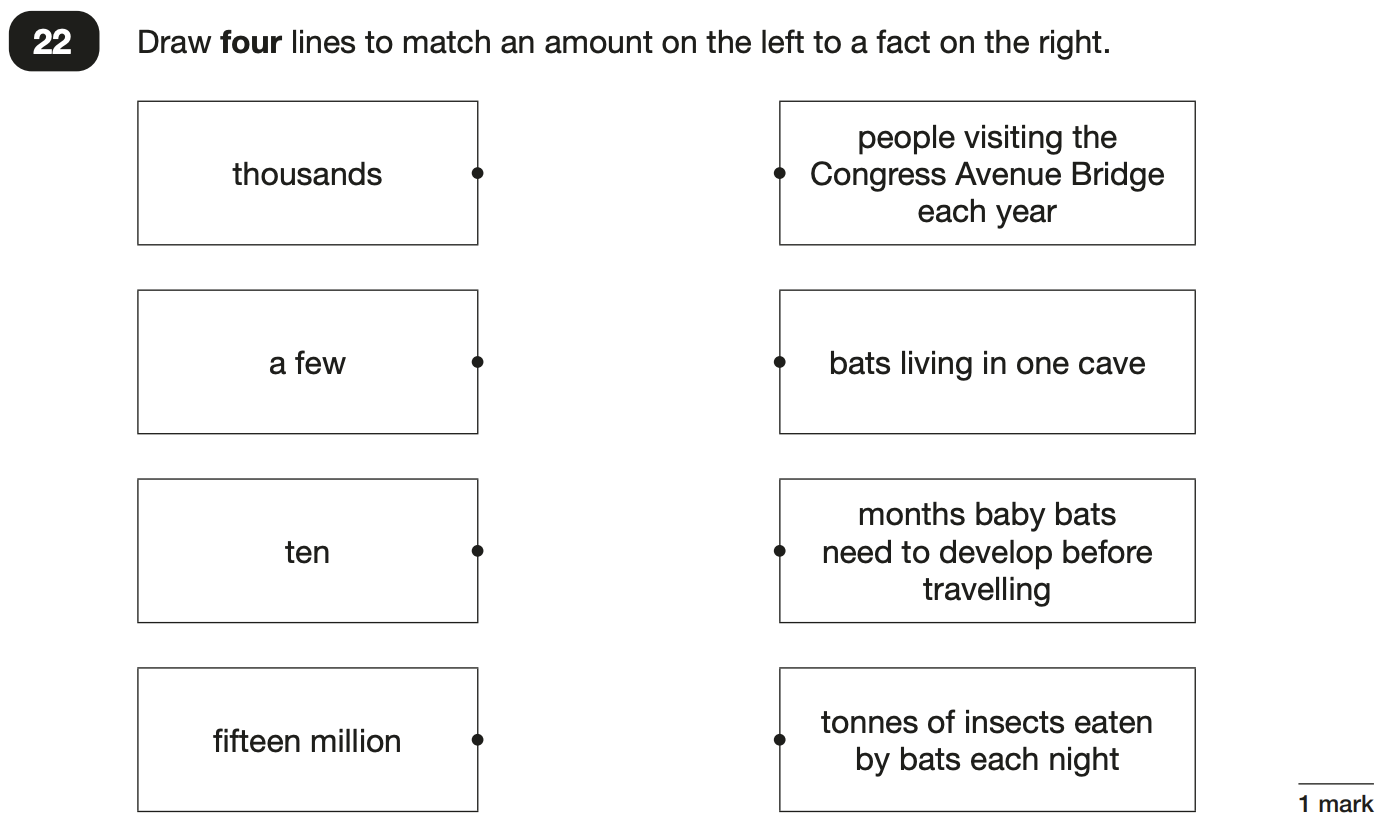 22
Draw four lines to match an amount on the left to a fact on the right.
thousands
people visiting the
Congress Avenue Bridge
each year
a few
bats living in one cave
ten
months baby bats
need to develop before
travelling
fifteen million
tonnes of insects eaten
by bats each night
1 mark